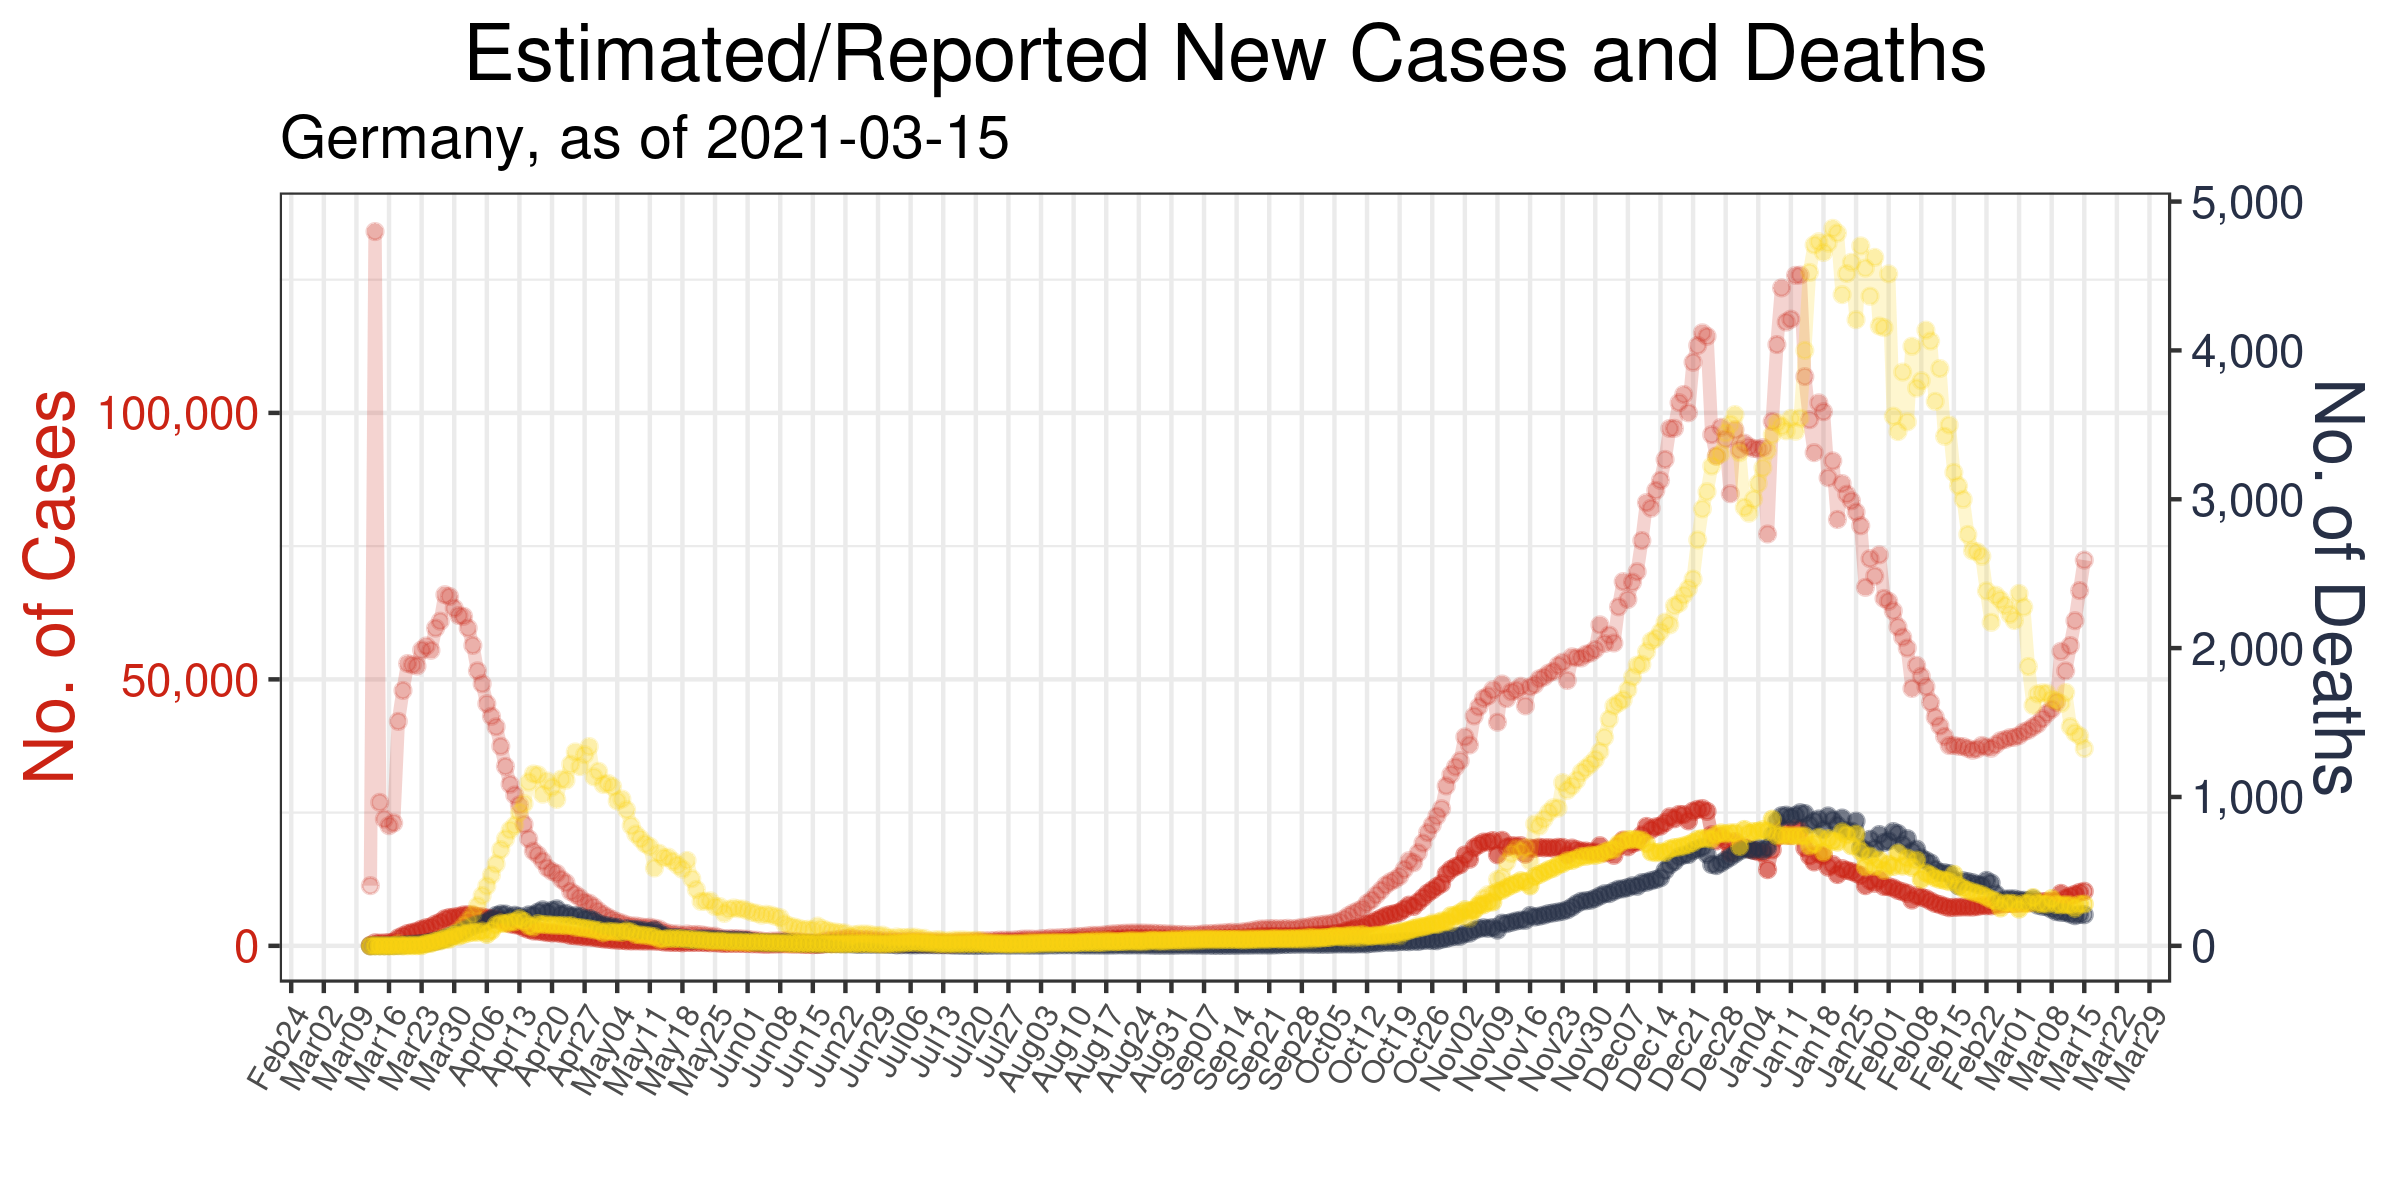 Estimated/Reported New Cases and Deaths
Germany, as of 2021-03-15
No. of Cases
100,000
50,000
0
5,000
4,000
3,000
2,000
1,000
0
No. of Deaths
Feb24 Mar02 Mar09 Mar16 Mar23 Mar30 Apr06 Apr13 Apr20 Apr27 May04 May11 May18 May25 Jun01 Jun08 Jun15 Jun22 Jun29 Jul06 Jul13 Jul20 Jul27 Aug03 Aug10 Aug17 Aug24 Aug31 Sep07 Sep14 Sep21 Sep28 Oct05 Oct12 Oct19 Oct26 Nov02 Nov09 Nov16 Nov23 Nov30 Dec07 Dec14 Dec21 Dec28 Jan04 Jan11 Jan18 Jan25 Feb01 Feb08 Feb15 Feb22 Mar01 Mar08 Mar15 Mar22 Mar29